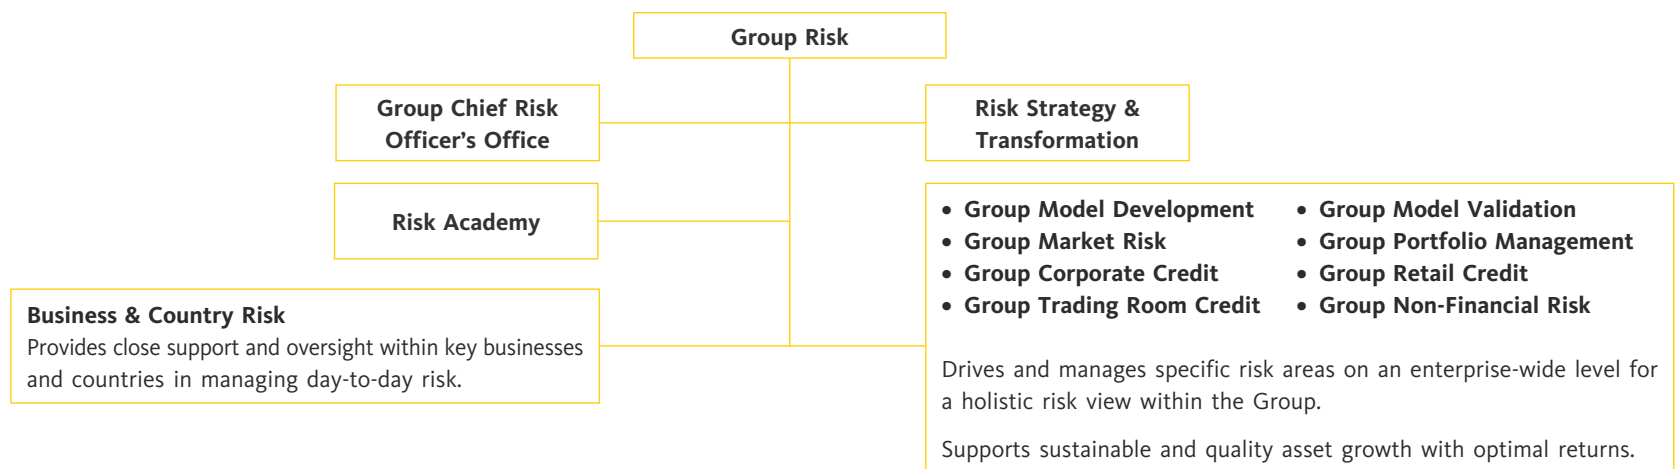 Group Risk
Group Chief Risk
Officer’s Office
Risk Strategy &
Transformation
Risk Academy
Business & Country Risk
Provides close support and oversight within key businesses
and countries in managing day-to-day risk.
• Group Model Development
• Group Market Risk
• Group Corporate Credit
• Group Trading Room Credit
• Group Model Validation
• Group Portfolio Management
• Group Retail Credit
• Group Non-Financial Risk
Drives and manages specific risk areas on an enterprise-wide level for
a holistic risk view within the Group.
Supports sustainable and quality asset growth with optimal returns.